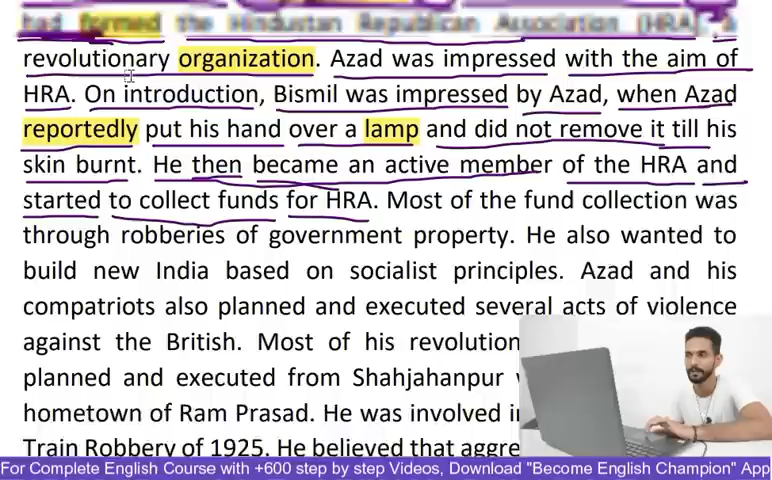 had formed the Hindustan Republican Association (HRA), a
revolutionary organization. Azad was impressed with the aim of
HRA. On introduction, Bismil was impressed by Azad, when Azad
reportedly put his hand over a lamp and did not remove it till his
skin burnt. He then became an active member of the HRA and
started to collect funds for HRA. Most of the fund collection was
through robberies of government property. He also wanted to
build new India based on socialist principles. Azad and his
compatriots also planned and executed several acts of violence
against the British. Most of his revolution
planned and executed from Shahjahanpur
hometown of Ram Prasad. He was involved
Train Robbery of 1925. He believed that aggre
For Complete English Course with +600 step by step Videos, Download "Become English Champion" App